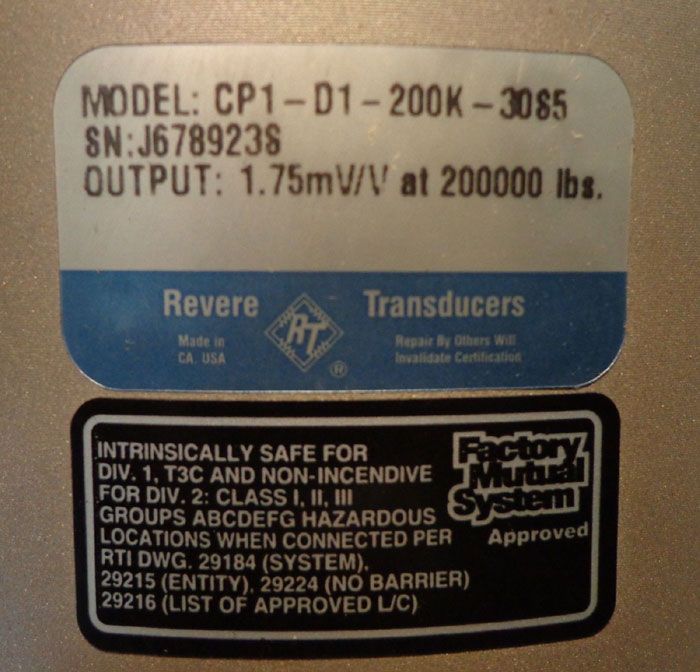 MODEL: CP1-D1-200K-30S5
SN:J678923S
OUTPUT: 1.75mV/V at 200000 lbs.
Revere RT Transducers
Made in
CA. USA
®
Repair By Others Will
Invalidate Certification
INTRINSICALLY SAFE FOR
DIV. 1, T3C AND NON-INCENDIVE
FOR DIV. 2: CLASS I, II, III
GROUPS ABCDEFG HAZARDOUS
LOCATIONS WHEN CONNECTED PER
RTI DWG. 29184 (SYSTEM),
29215 (ENTITY), 29224 (NO BARRIER)
29216 (LIST OF APPROVED L/C)
Factory
Mutual
System
Approved